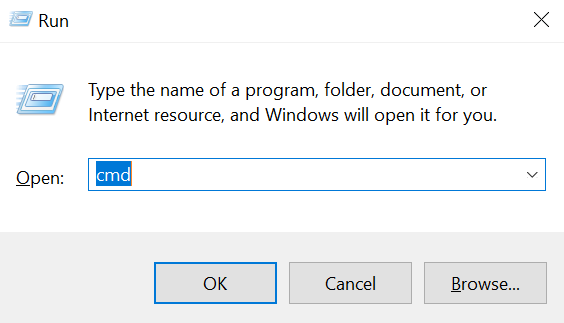 Run
Type the name of a program, folder, document, or
Internet resource, and Windows will open it for you.
Open: cmd
OK Cancel Browse...